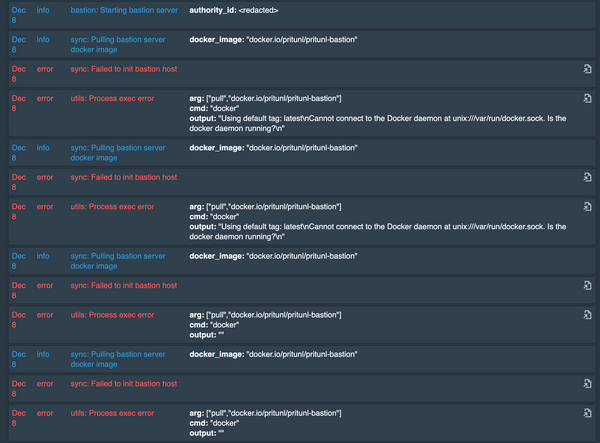 Dec 8 info bastion: Starting bastion server authority_id: <redacted>
Dec 8 info sync: Pulling bastion server docker image docker_image: "docker.io/pritunl/pritunl-bastion"
Dec 8 error sync: Failed to init bastion host
Dec 8 error utils: Process exec error arg: ["pull","docker.io/pritunl/pritunl-bastion"]
cmd: "docker"
output: "Using default tag: latest\nCannot connect to the Docker daemon at unix:///var/run/docker.sock. Is the
docker daemon running?\n"
Dec 8 info sync: Pulling bastion server docker image docker_image: "docker.io/pritunl/pritunl-bastion"
Dec 8 error sync: Failed to init bastion host
Dec 8 error utils: Process exec error arg: ["pull","docker.io/pritunl/pritunl-bastion"]
cmd: "docker"
output: "Using default tag: latest\nCannot connect to the Docker daemon at unix:///var/run/docker.sock. Is the
docker daemon running?\n"
Dec 8 info sync: Pulling bastion server docker image docker_image: "docker.io/pritunl/pritunl-bastion"
Dec 8 error sync: Failed to init bastion host
Dec 8 error utils: Process exec error arg: ["pull","docker.io/pritunl/pritunl-bastion"]
cmd: "docker"
output: ""
Dec 8 info sync: Pulling bastion server docker image docker_image: "docker.io/pritunl/pritunl-bastion"
Dec 8 error sync: Failed to init bastion host
Dec 8 error utils: Process exec error arg: ["pull","docker.io/pritunl/pritunl-bastion"]
cmd: "docker"
output: ""